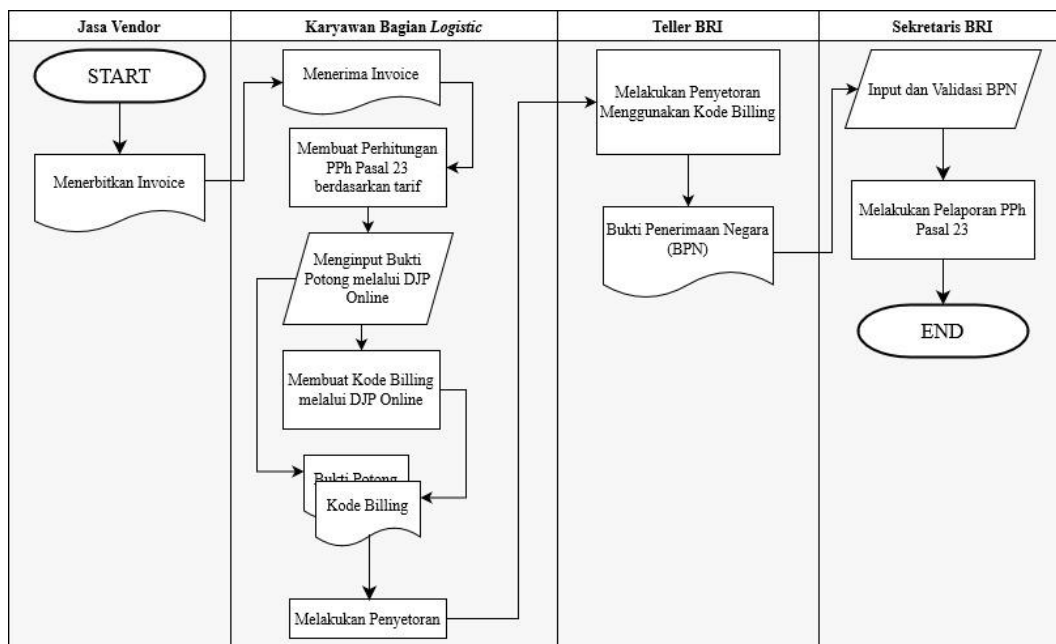 Jasa Vendor
Karyawan Bagian Logistic
Teller BRI
Sekretaris BRI
START
Menerbitkan Invoice
Menerima Invoice
Membuat Perhitungan
PPh Pasal 23
berdasarkan tarif
Menginput Bukti
Potong melalui DJP
Online
Membuat Kode Billing
melalui DJP Online
Bukti Potong
Kode Billing
Melakukan Penyetoran
Melakukan Penyetoran
Menggunakan Kode Billing
Bukti Penerimaan Negara
(BPN)
Input dan Validasi BPN
Melakukan Pelaporan PPh
Pasal 23
END